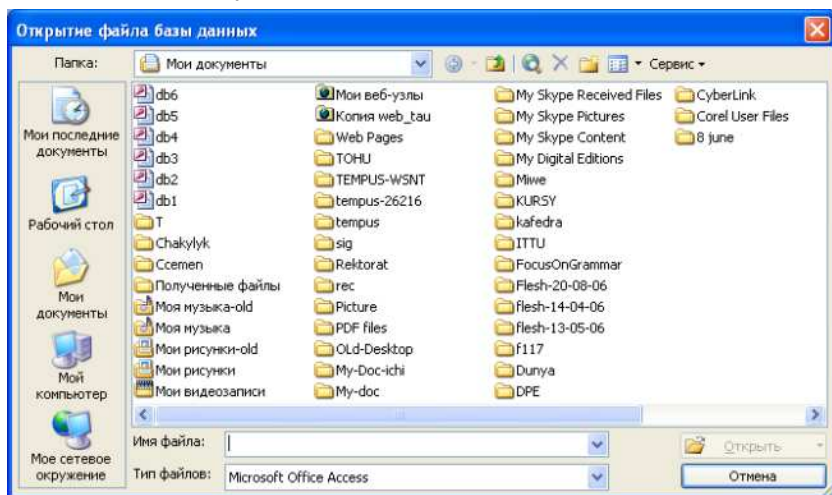 Открытие файла базы данных
Папка: Мои документы Сервис
Мои последние документы
Рабочий стол
Мои документы
Мой компьютер
Мое сетевое окружение
db6
db5
db4
db3
db2
db1
T
Chakylyk
Ccemen
Полученные файлы
Моя музыка-old
Моя музыка
Мои рисунки-old
Мои рисунки
Мои видеозаписи
Мои веб-узлы
Копия web_tau
Web Pages
TOHU
TEMPUS-WSNT
tempus-26216
tempus
sig
Rektorat
rec
Picture
PDF files
OLd-Desktop
My-Doc-ichi
My-doc
My Skype Received Files
My Skype Pictures
My Skype Content
My Digital Editions
Miwe
KURSY
kafedra
ITTU
FocusOnGrammar
Flesh-20-08-06
flesh-14-04-06
flesh-13-05-06
f117
Dunya
DPE
CyberLink
Corel User Files
8 june
Имя файла: Открыть
Тип файлов: Microsoft Office Access Отмена